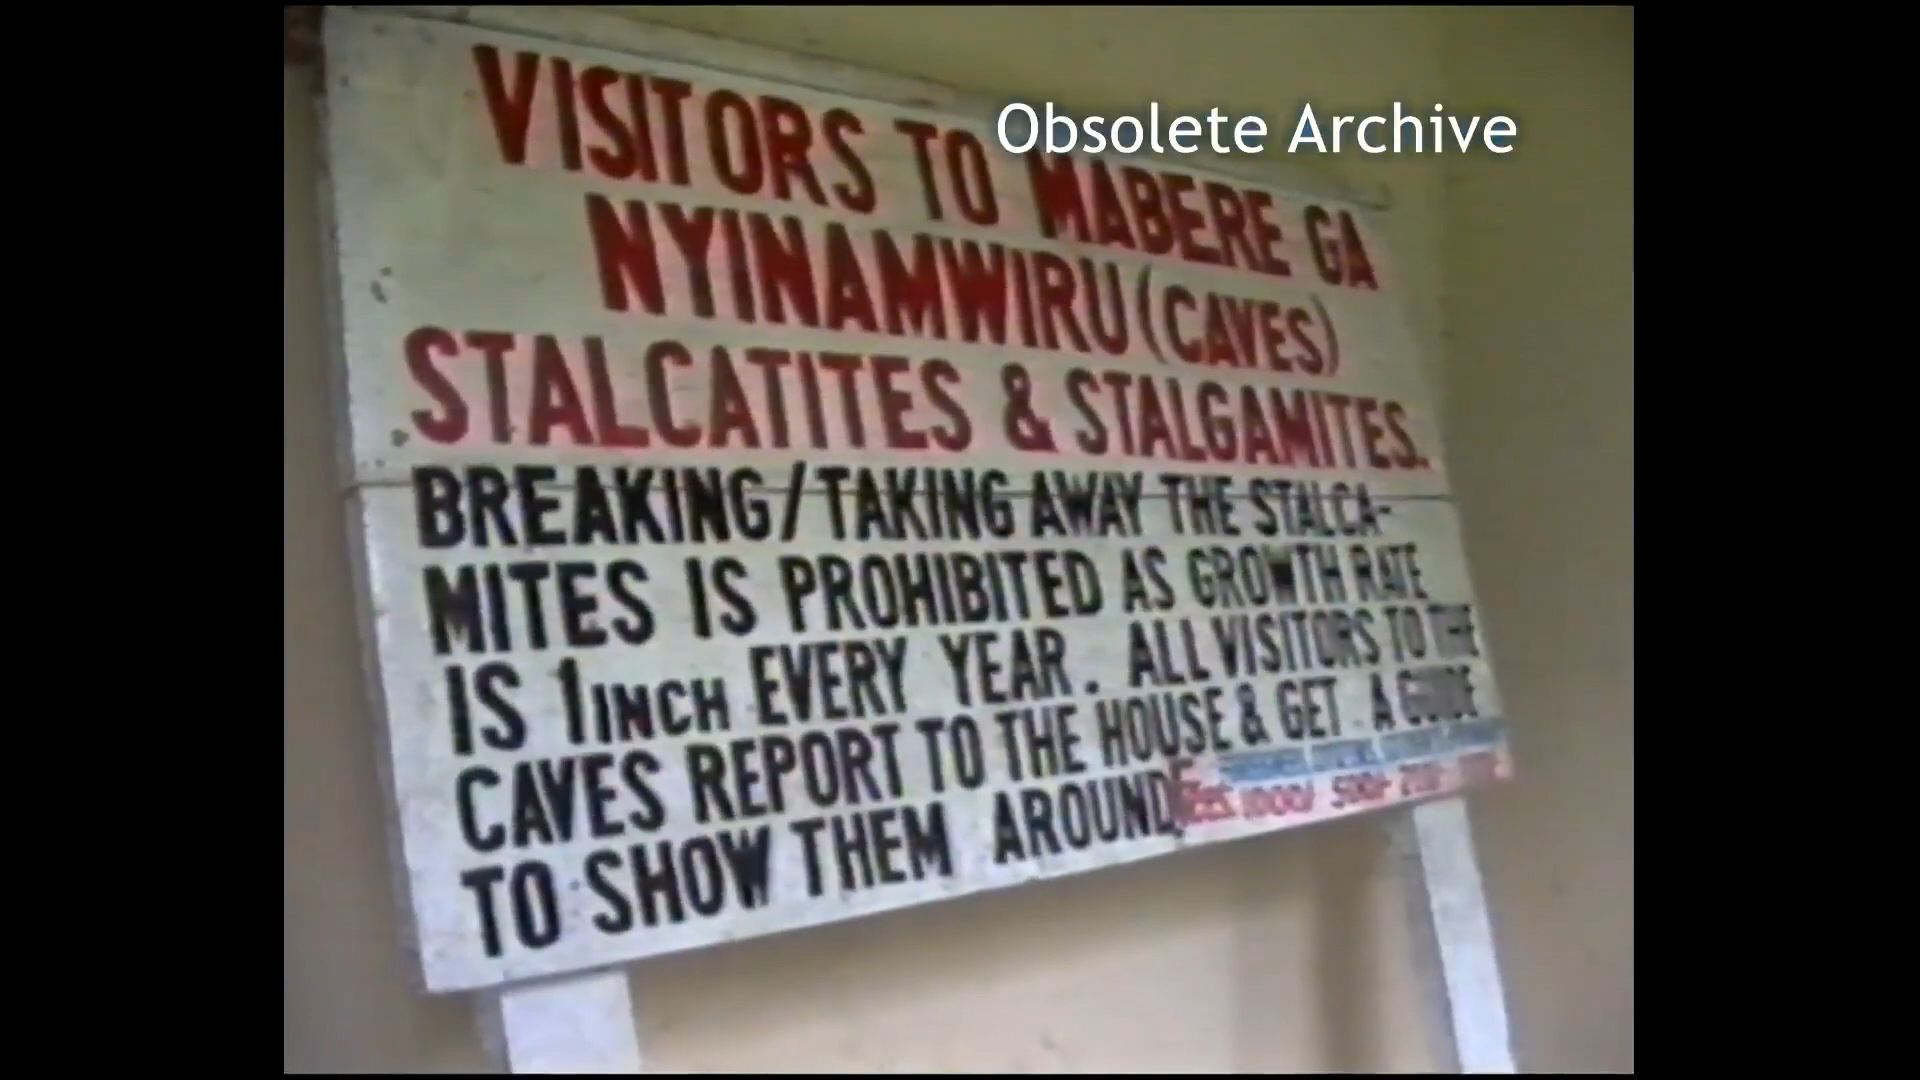 Obsolete Archive
VISITORS TO MABERE GA
NYINAMWIRU (CAVES)
STALCATITES & STALGAMITES.
BREAKING/TAKING AWAY THE STALCA-
MITES IS PROHIBITED AS GROWTH RATE
IS 1INCH EVERY YEAR. ALL VISITORS TO THE
CAVES REPORT TO THE HOUSE & GET A GUIDE
TO SHOW THEM AROUND